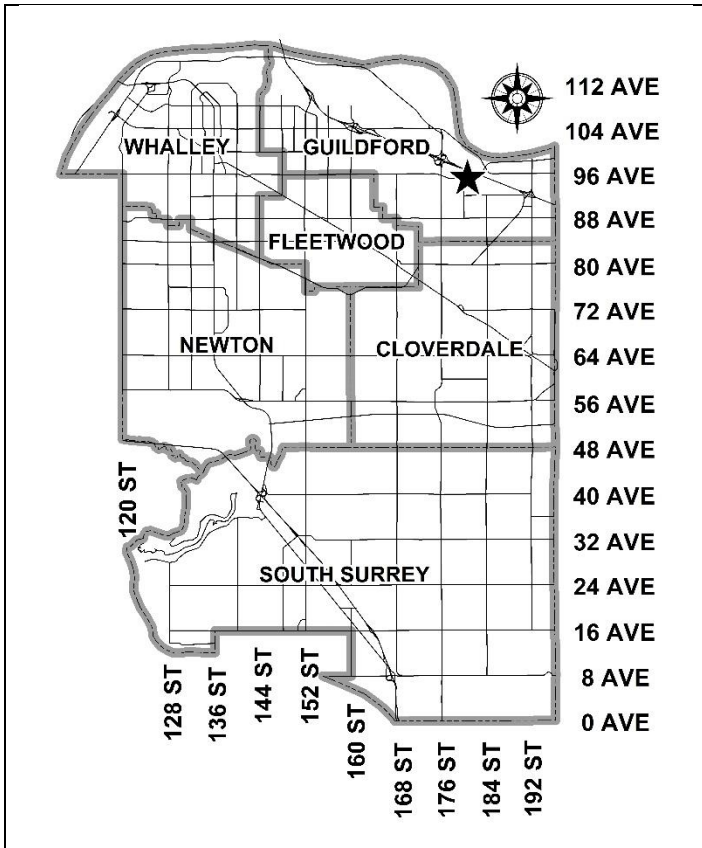 112 AVE
104 AVE
WHALLEY
GUILDFORD
96 AVE
88 AVE
FLEETWOOD
80 AVE
72 AVE
NEWTON
CLOVERDALE
64 AVE
56 AVE
48 AVE
120 ST
40 AVE
32 AVE
SOUTH SURREY
24 AVE
16 AVE
8 AVE
0 AVE
128 ST
136 ST
144 ST
152 ST
160 ST
168 ST
176 ST
184 ST
192 ST